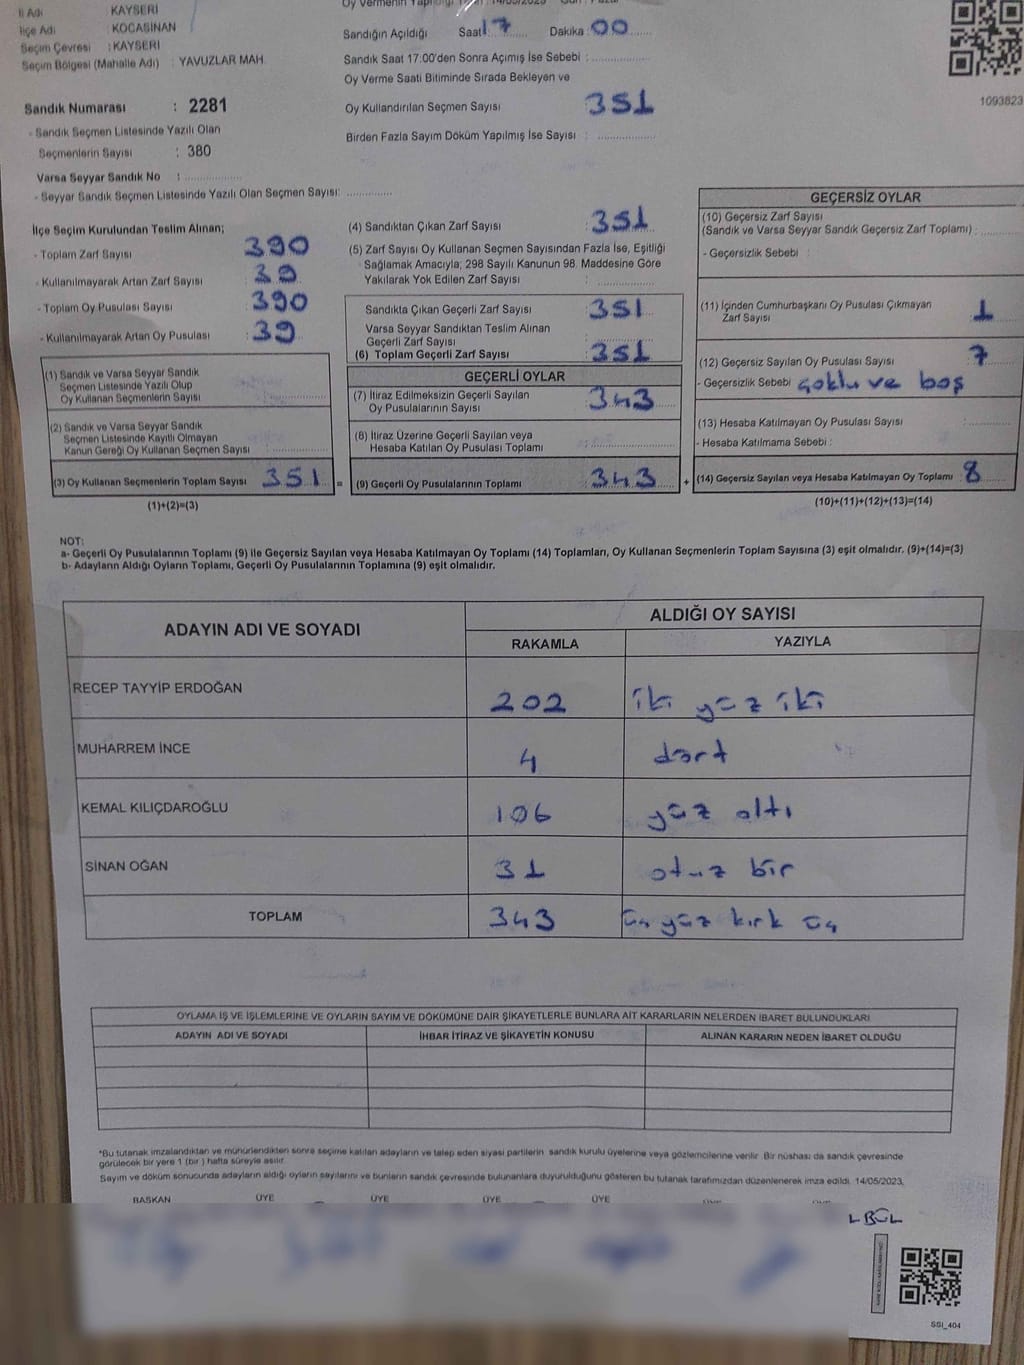 İl Adı KAYSERİ
İlçe Adı : KOCASİNAN
Seçim Çevresi : KAYSERİ
Seçim Bölgesi (Mahalle Adı) : YAVUZLAR MAH.
Sandık Numarası : 2281
- Sandık Seçmen Listesinde Yazılı Olan
Seçmenlerin Sayısı : 380
Varsa Seyyar Sandık No :
- Seyyar Sandık Seçmen Listesinde Yazılı Olan Seçmen Sayısı:
Oy Vermenin Yapıldığı 14/05/2023
Sandığın Açıldığı Saat 17 Dakika : 00
Sandık Saat 17:00'den Sonra Açımış İse Sebebi :
Oy Verme Saati Bitiminde Sırada Bekleyen ve
Oy Kullandırılan Seçmen Sayısı : 351
Birden Fazla Sayım Döküm Yapılmış İse Sayısı :
1093823
İlçe Seçim Kurulundan Teslim Alınan;
- Toplam Zarf Sayısı : 390
- Kullanılmayarak Artan Zarf Sayısı : 39
- Toplam Oy Pusulası Sayısı : 390
- Kullanılmayarak Artan Oy Pusulası : 39
(1) Sandık ve Varsa Seyyar Sandık
Seçmen Listesinde Yazılı Olup
Oy Kullanan Seçmenlerin Sayısı :
(2) Sandık ve Varsa Seyyar Sandık
Seçmen Listesinde Kayıtlı Olmayan
Kanun Gereği Oy Kullanan Seçmen Sayısı :
(3) Oy Kullanan Seçmenlerin Toplam Sayısı 351 =
(1)+(2)=(3)
(4) Sandıktan Çıkan Zarf Sayısı : 351
(5) Zarf Sayısı Oy Kullanan Seçmen Sayısından Fazla İse, Eşitliği
Sağlamak Amacıyla; 298 Sayılı Kanunun 98. Maddesine Göre
Yakılarak Yok Edilen Zarf Sayısı :
Sandıkta Çıkan Geçerli Zarf Sayısı : 351
Varsa Seyyar Sandıktan Teslim Alınan
Geçerli Zarf Sayısı :
(6) Toplam Geçerli Zarf Sayısı : 351
GEÇERLİ OYLAR
(7) İtiraz Edilmeksizin Geçerli Sayılan
Oy Pusulalarının Sayısı : 343
(8) İtiraz Üzerine Geçerli Sayılan veya
Hesaba Katılan Oy Pusulası Toplamı :
(9) Geçerli Oy Pusulalarının Toplamı : 343 +
GEÇERSİZ OYLAR
(10) Geçersiz Zarf Sayısı
(Sandık ve Varsa Seyyar Sandık Geçersiz Zarf Toplamı) :
- Geçersizlik Sebebi :
(11) İçinden Cumhurbaşkanı Oy Pusulası Çıkmayan
Zarf Sayısı : 1
(12) Geçersiz Sayılan Oy Pusulası Sayısı : 7
- Geçersizlik Sebebi çoklu ve boş
(13) Hesaba Katılmayan Oy Pusulası Sayısı :
- Hesaba Katılmama Sebebi :
(14) Geçersiz Sayılan veya Hesaba Katılmayan Oy Toplamı : 8
(10)+(11)+(12)+(13)=(14)
NOT:
a- Geçerli Oy Pusulalarının Toplamı (9) ile Geçersiz Sayılan veya Hesaba Katılmayan Oy Toplamı (14) Toplamları, Oy Kullanan Seçmenlerin Toplam Sayısına (3) eşit olmalıdır. (9)+(14)=(3)
b- Adayların Aldığı Oyların Toplamı, Geçerli Oy Pusulalarının Toplamına (9) eşit olmalıdır.
ADAYIN ADI VE SOYADI ALDIĞI OY SAYISI
RAKAMLA YAZIYLA
RECEP TAYYİP ERDOĞAN 202 iki yüz iki
MUHARREM İNCE 4 dört
KEMAL KILIÇDAROĞLU 106 yüz altı
SİNAN OĞAN 31 otuz bir
TOPLAM 343 üç yüz kırk üç
OYLAMA İŞ VE İŞLEMLERİNE VE OYLARIN SAYIM VE DÖKÜMÜNE DAİR ŞİKAYETLERLE BUNLARA AİT KARARLARIN NELERDEN İBARET BULUNDUKLARI
ADAYIN ADI VE SOYADI İHBAR İTİRAZ VE ŞİKAYETİN KONUSU ALINAN KARARIN NEDEN İBARET OLDUĞU
*Bu tutanak imzalandıktan ve mühürlendikten sonra seçime katılan adayların ve talep eden siyasi partilerin sandık kurulu üyelerine veya gözlemcilerine verilir. Bir nüshası da sandık çevresinde
görülecek bir yere 1 (bir ) hafta süreyle asılır.
Sayım ve döküm sonucunda adayların aldığı oyların sayılarını ve bunların sandık çevresinde bulunanlara duyurulduğunu gösteren bu tutanak tarafımızdan düzenlenerek imza edildi. 14/05/2023,
BAŞKAN ÜYE ÜYE ÜYE ÜYE ÜYE ÜYE
L BÜL
SSI_404